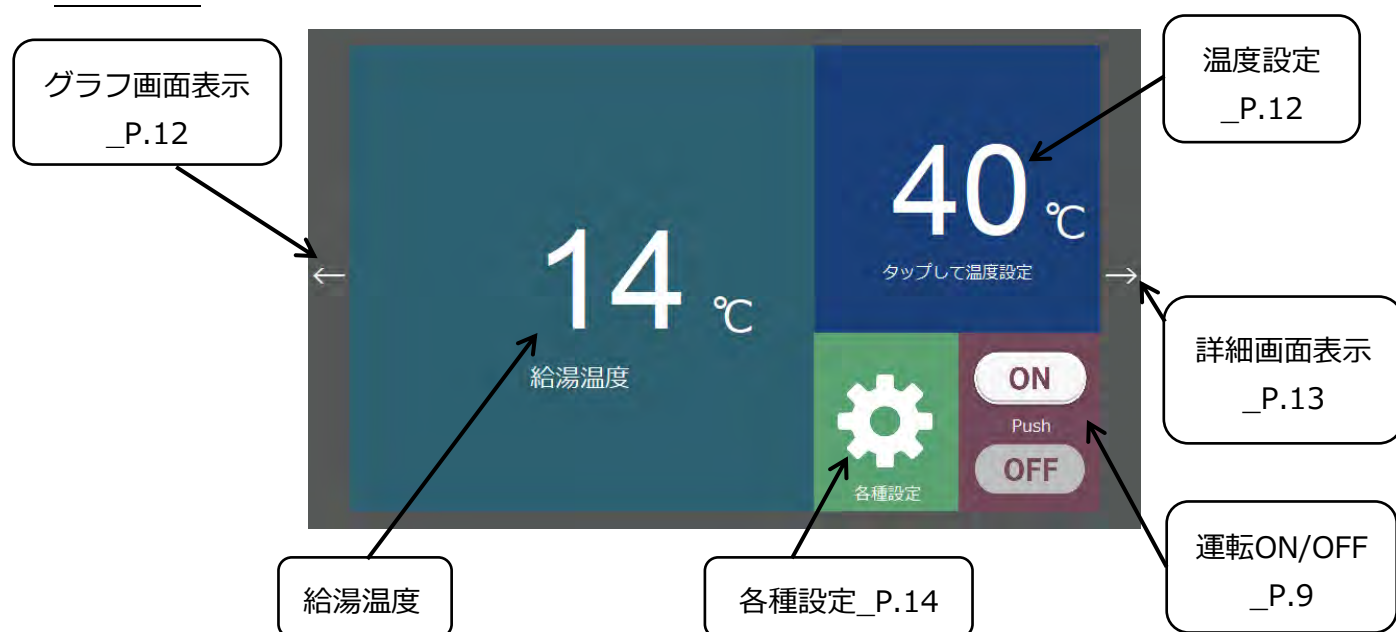 グラフ画面表示
_P.12
温度設定
_P.12
40 ℃
タップして温度設定
←
→
14 ℃
給湯温度
詳細画面表示
_P.13
ON
Push
OFF
各種設定
運転ON/OFF
_P.9
給湯温度
各種設定_P.14